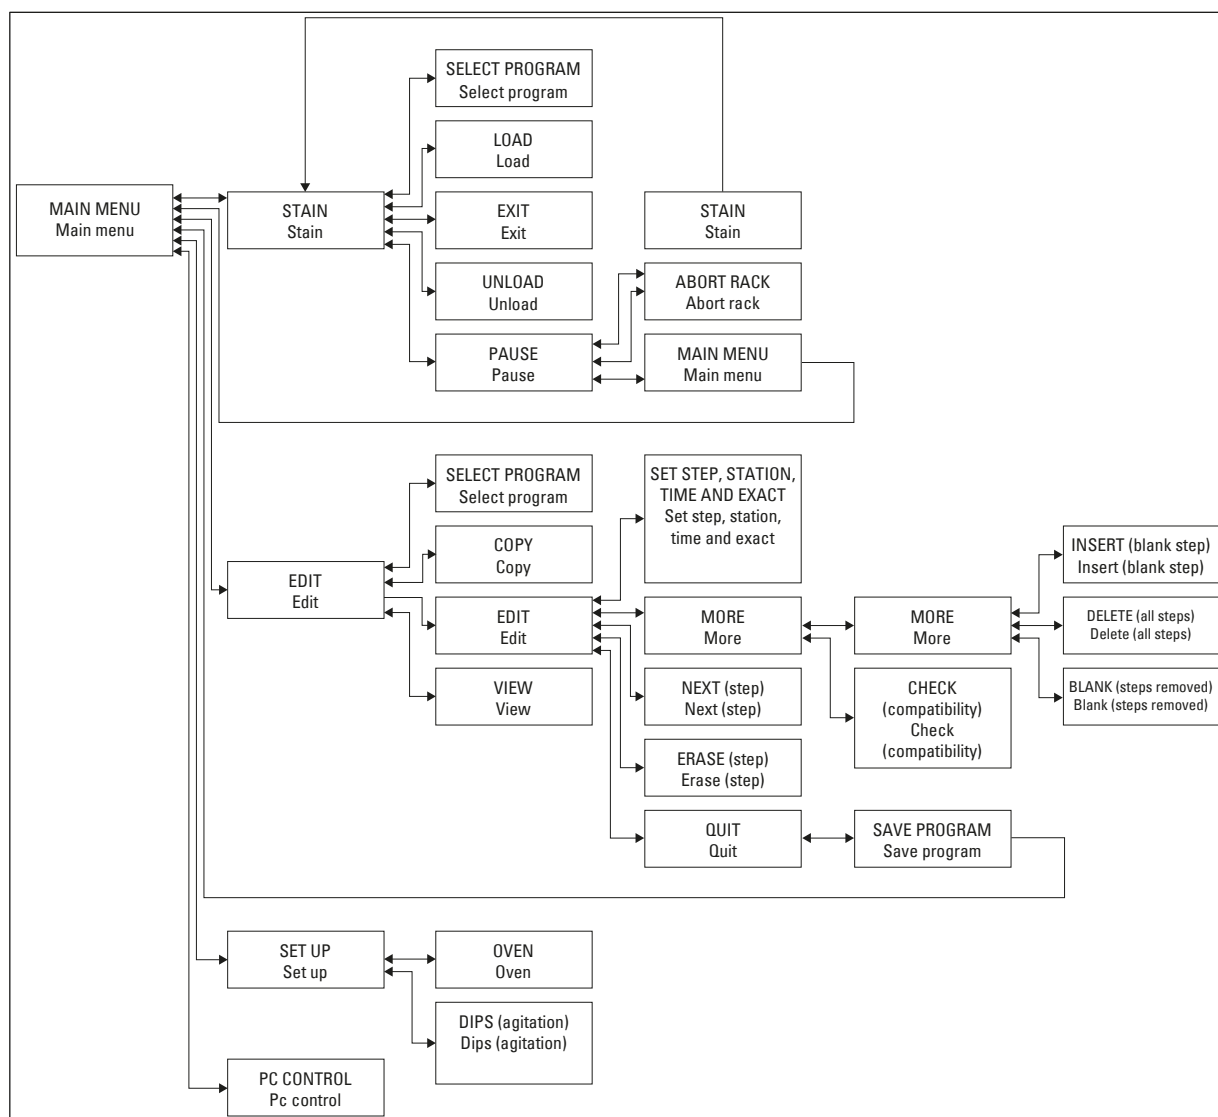 SELECT PROGRAM
Select program
LOAD
Load
MAIN MENU
Main menu
STAIN
Stain
EXIT
Exit
STAIN
Stain
UNLOAD
Unload
ABORT RACK
Abort rack
PAUSE
Pause
MAIN MENU
Main menu
SELECT PROGRAM
Select program
SET STEP, STATION,
TIME AND EXACT
Set step, station,
time and exact
COPY
Copy
INSERT (blank step)
Insert (blank step)
EDIT
Edit
EDIT
Edit
MORE
More
MORE
More
DELETE (all steps)
Delete (all steps)
VIEW
View
NEXT (step)
Next (step)
CHECK
(compatibility)
Check
(compatibility)
BLANK (steps removed)
Blank (steps removed)
ERASE (step)
Erase (step)
QUIT
Quit
SAVE PROGRAM
Save program
SET UP
Set up
OVEN
Oven
DIPS (agitation)
Dips (agitation)
PC CONTROL
Pc control